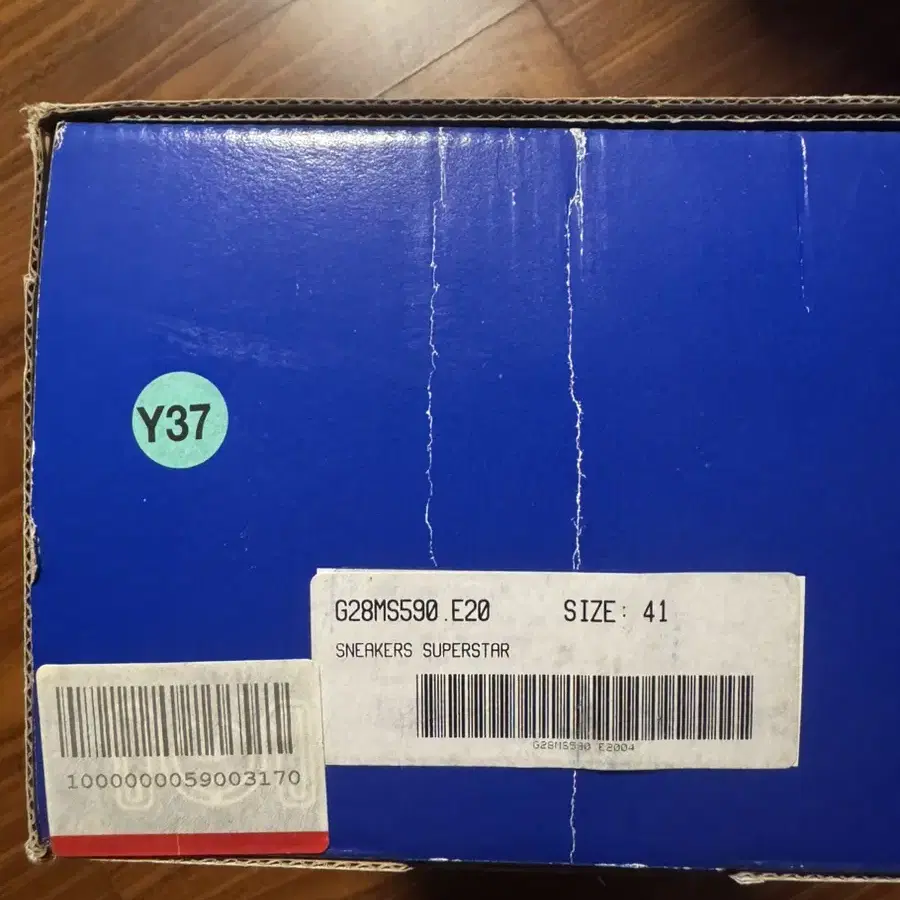 Y37
G28MS590.E20 SIZE: 41
SNEAKERS SUPERSTAR
G28MS590 E2004
1000000059003170